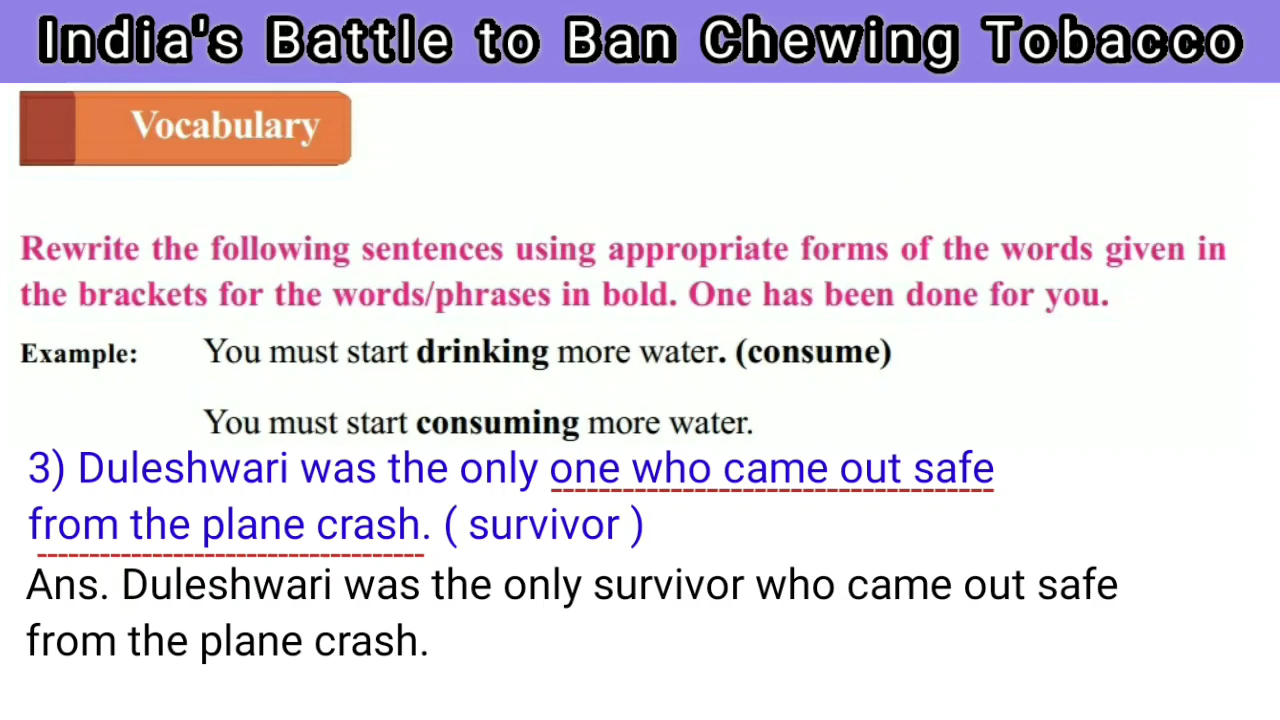 India's Battle to Ban Chewing Tobacco
Vocabulary
Rewrite the following sentences using appropriate forms of the words given in
the brackets for the words/phrases in bold. One has been done for you.
Example: You must start drinking more water. (consume)
You must start consuming more water.
3) Duleshwari was the only one who came out safe
from the plane crash. ( survivor )
Ans. Duleshwari was the only survivor who came out safe
from the plane crash.